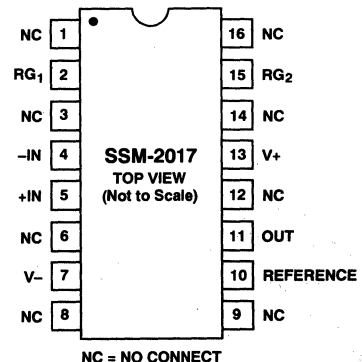 NC 1 16 NC
RG1 2 15 RG2
NC 3 14 NC
–IN 4 SSM-2017 13 V+
TOP VIEW
+IN 5 (Not to Scale) 12 NC
NC 6 11 OUT
V– 7 10 REFERENCE
NC 8 9 NC
NC = NO CONNECT